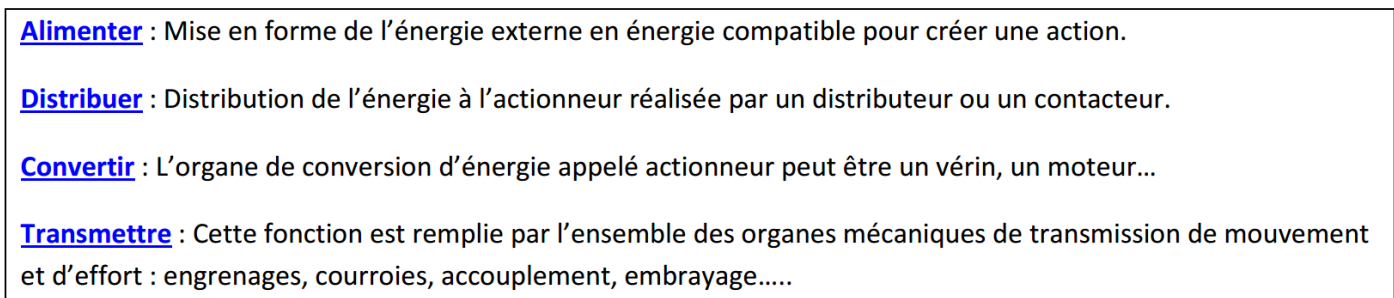 Alimenter : Mise en forme de l’énergie externe en énergie compatible pour créer une action.
Distribuer : Distribution de l’énergie à l’actionneur réalisée par un distributeur ou un contacteur.
Convertir : L’organe de conversion d’énergie appelé actionneur peut être un vérin, un moteur…
Transmettre : Cette fonction est remplie par l’ensemble des organes mécaniques de transmission de mouvement
et d’effort : engrenages, courroies, accouplement, embrayage…..